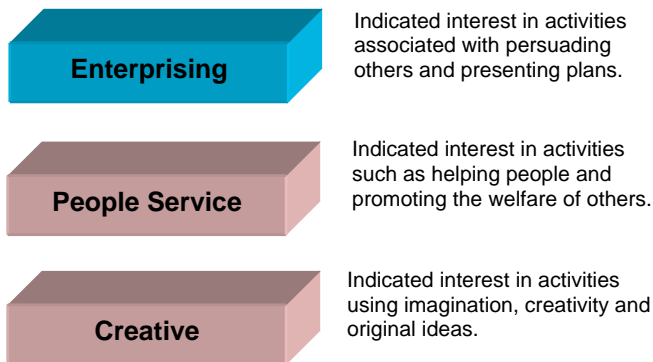 Enterprising
Indicated interest in activities
associated with persuading
others and presenting plans.
People Service
Indicated interest in activities
such as helping people and
promoting the welfare of others.
Creative
Indicated interest in activities
using imagination, creativity and
original ideas.